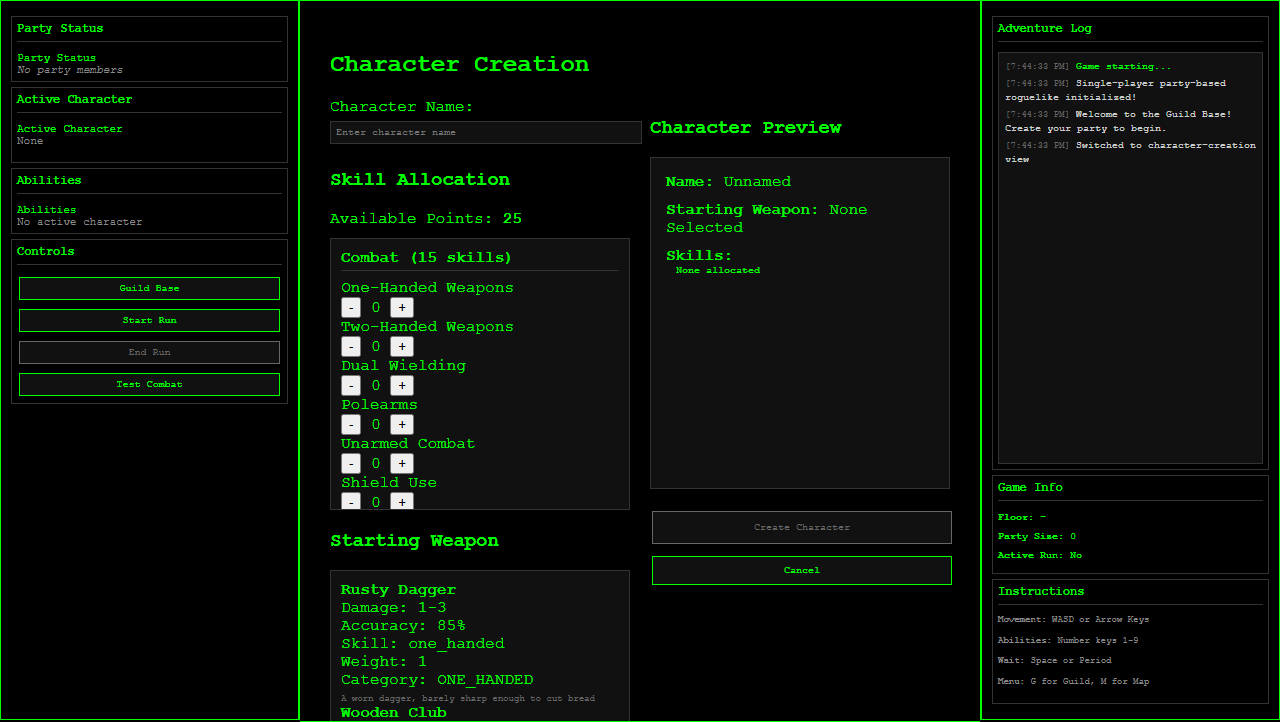 Party Status
Party Status
No party members
Active Character
Active Character
None
Abilities
Abilities
No active character
Controls
Guild Base
Start Run
End Run
Test Combat
Character Creation
Character Name:
Enter character name
Skill Allocation
Available Points: 25
Combat (15 skills)
One-Handed Weapons
- 0 +
Two-Handed Weapons
- 0 +
Dual Wielding
- 0 +
Polearms
- 0 +
Unarmed Combat
- 0 +
Shield Use
- 0 +
Starting Weapon
Rusty Dagger
Damage: 1-3
Accuracy: 85%
Skill: one_handed
Weight: 1
Category: ONE_HANDED
A worn dagger, barely sharp enough to cut bread
Wooden Club
Character Preview
Name: Unnamed
Starting Weapon: None
Selected
Skills:
None allocated
Create Character
Cancel
Adventure Log
[7:44:33 PM] Game starting...
[7:44:33 PM] Single-player party-based
roguelike initialized!
[7:44:33 PM] Welcome to the Guild Base!
Create your party to begin.
[7:44:33 PM] Switched to character-creation
view
Game Info
Floor: -
Party Size: 0
Active Run: No
Instructions
Movement: WASD or Arrow Keys
Abilities: Number keys 1-9
Wait: Space or Period
Menu: G for Guild, M for Map